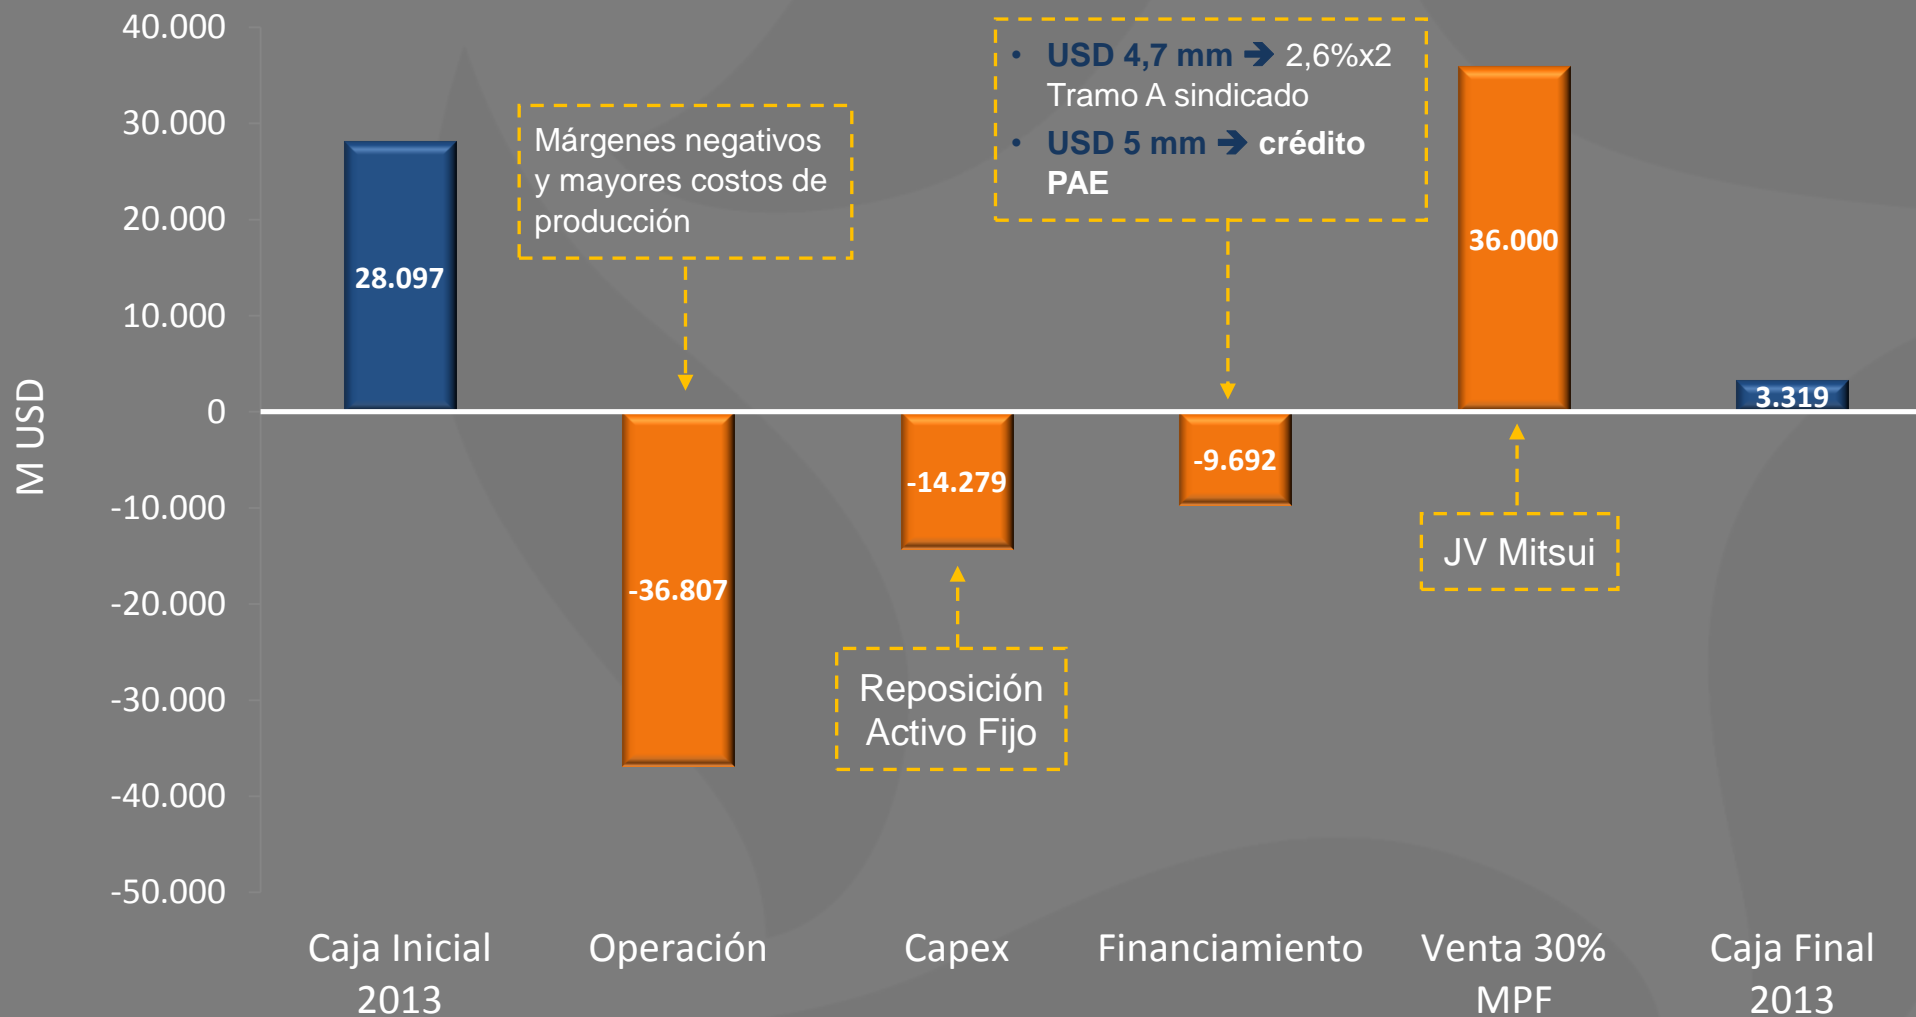 M USD
40.000
30.000
20.000
10.000
0
-10.000
-20.000
-30.000
-40.000
-50.000
28.097
-36.807
-14.279
-9.692
36.000
3.319
Márgenes negativos
y mayores costos de
producción
• USD 4,7 mm ➔ 2,6%x2
Tramo A sindicado
• USD 5 mm ➔ crédito
PAE
Reposición
Activo Fijo
JV Mitsui
Caja Inicial
2013
Operación
Capex
Financiamiento
Venta 30%
MPF
Caja Final
2013